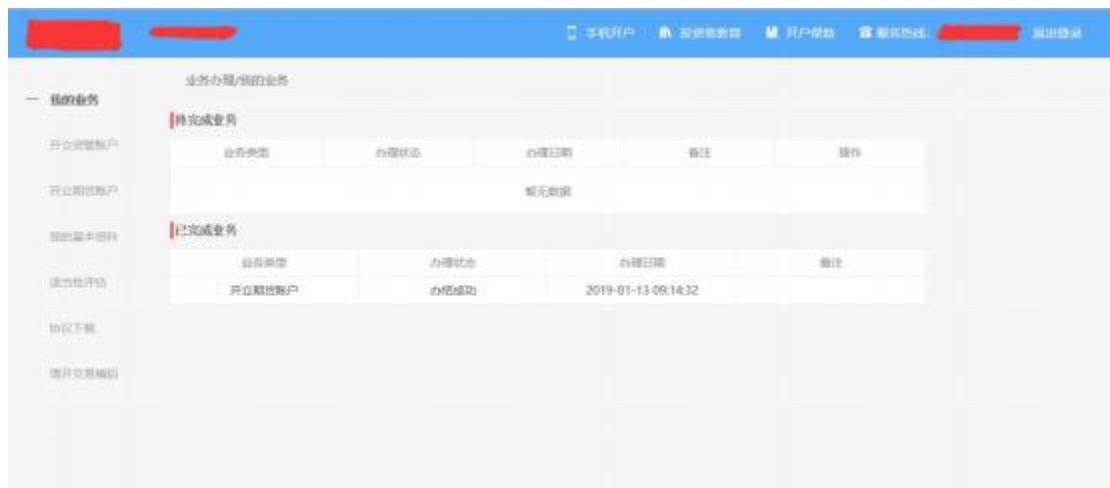 手机开户 投资者教育 开户帮助 服务热线: 退出登录
业务办理/我的业务
一 我的业务
待完成业务
开立资管账户
业务类型 办理状态 办理日期 备注 操作
开立期货账户
暂无数据
我的基本资料
已完成业务
业务类型 办理状态 办理日期 备注
适当性评估
开立期货账户 办结成功 2019-01-13 09:14:32
协议下载
增开交易编码